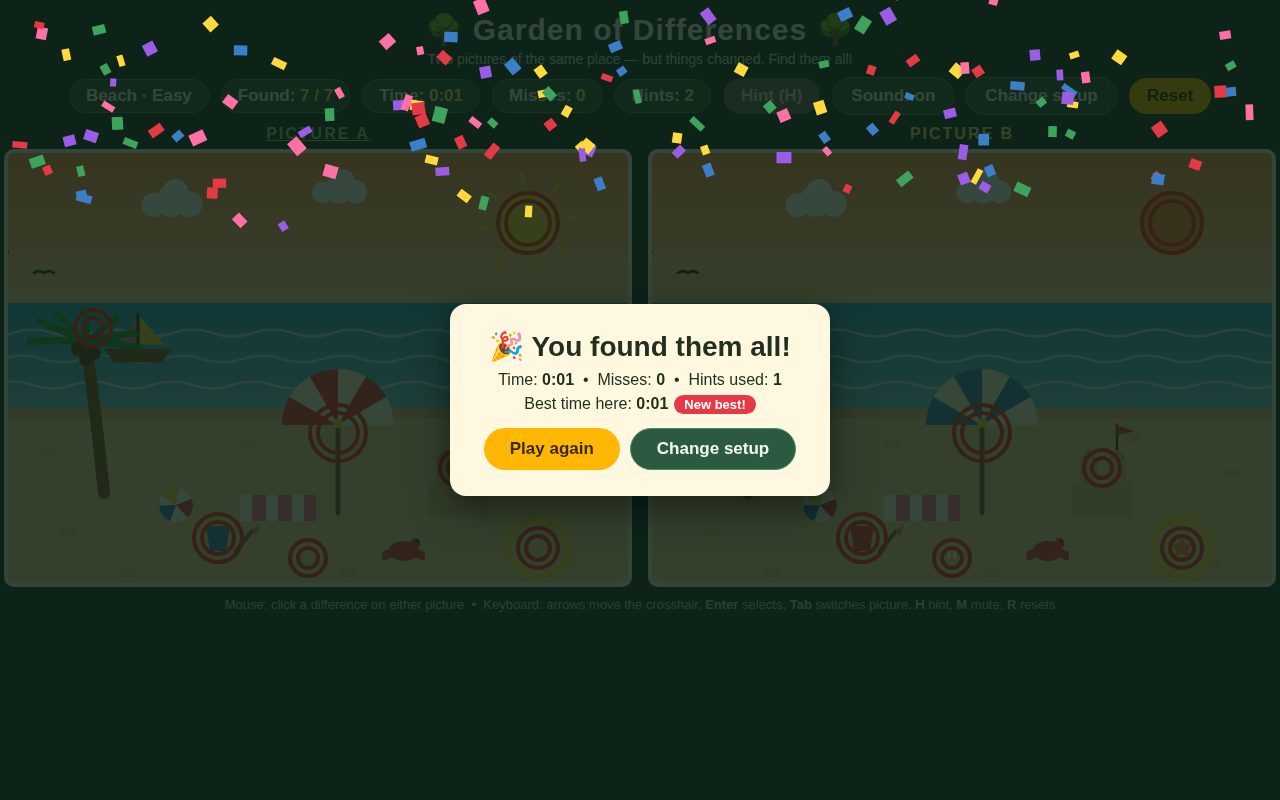 Garden of Differences
Two pictures of the same place — but things changed. Find them all!
Beach · Easy Found: 7 / 7 Time: 0:01 Misses: 0 Hints: 2 Hint (H) Sound: on Change setup Reset
PICTURE A PICTURE B
You found them all!
Time: 0:01 • Misses: 0 • Hints used: 1
Best time here: 0:01 New best!
Play again Change setup
Mouse: click a difference on either picture • Keyboard: arrows move the crosshair, Enter selects, Tab switches picture, H hint, M mute, R resets